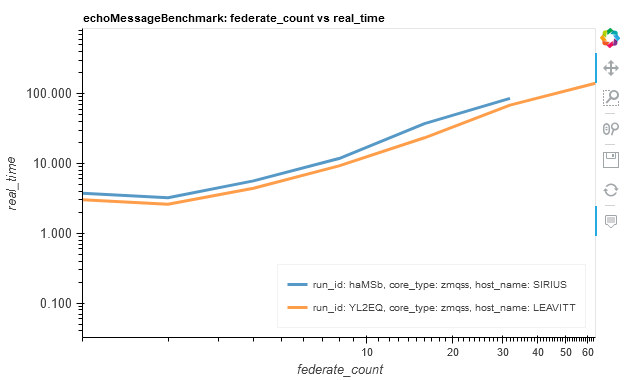 echoMessageBenchmark: federate_count vs real_time
real_time
100.000
10.000
1.000
0.100
run_id: haMSb, core_type: zmqss, host_name: SIRIUS
run_id: YL2EQ, core_type: zmqss, host_name: LEAVITT
10 20 30 40 50 60
federate_count